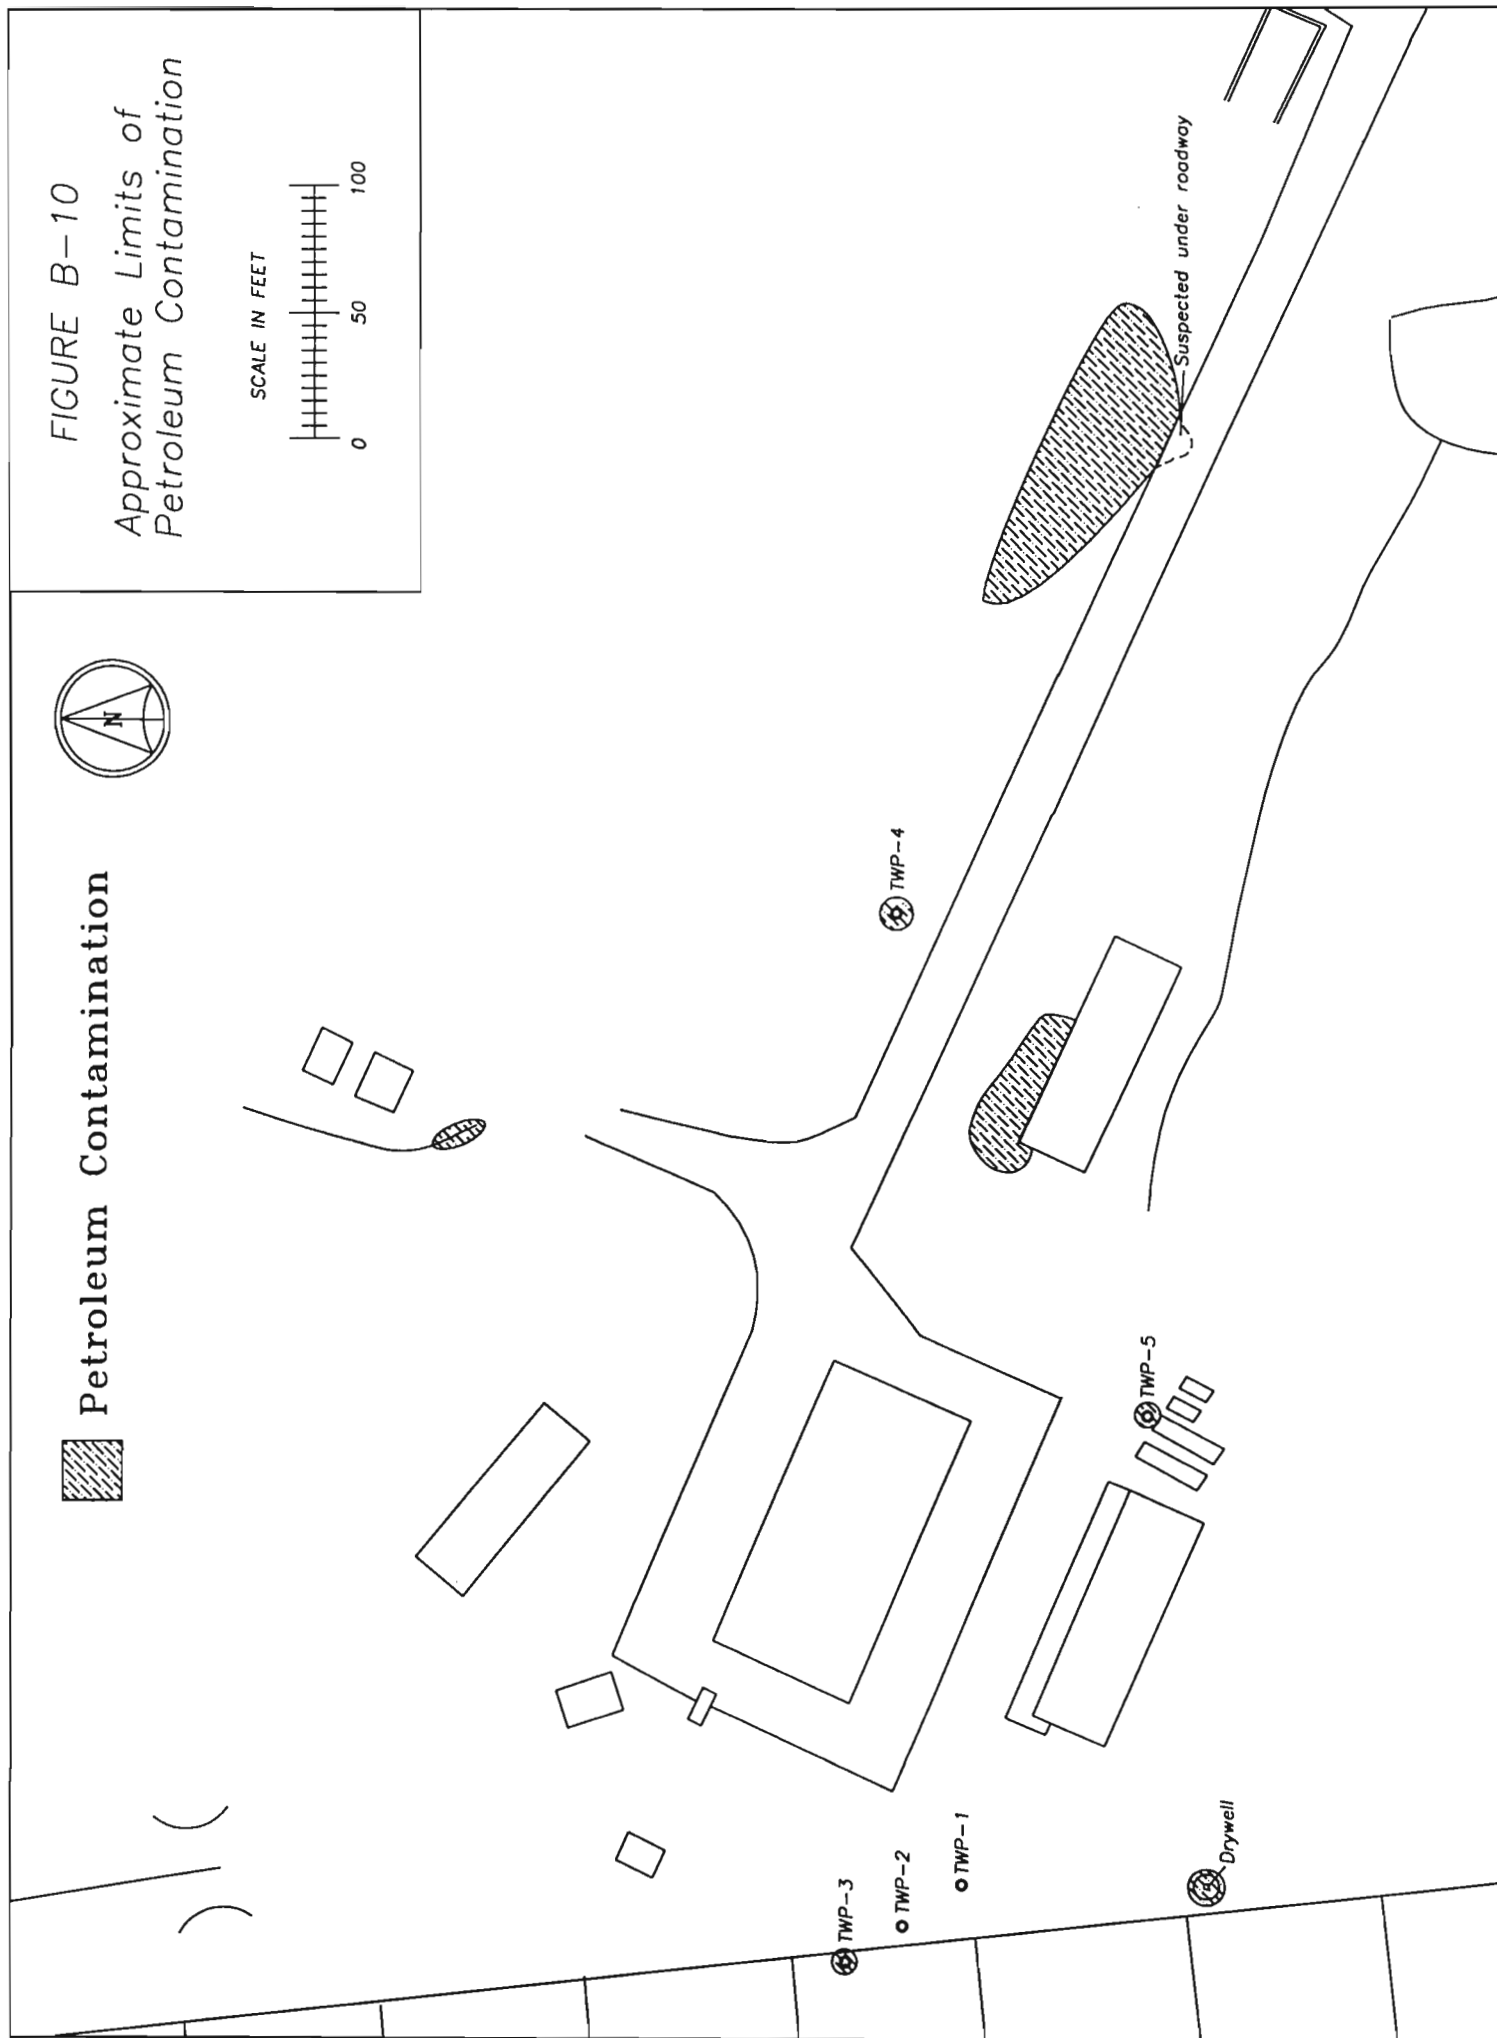 FIGURE B-10
Approximate Limits of
Petroleum Contamination
SCALE IN FEET
0 50 100
N
Petroleum Contamination
Suspected under roadway
TWP-4
TWP-5
TWP-3
TWP-2
TWP-1
Drywell